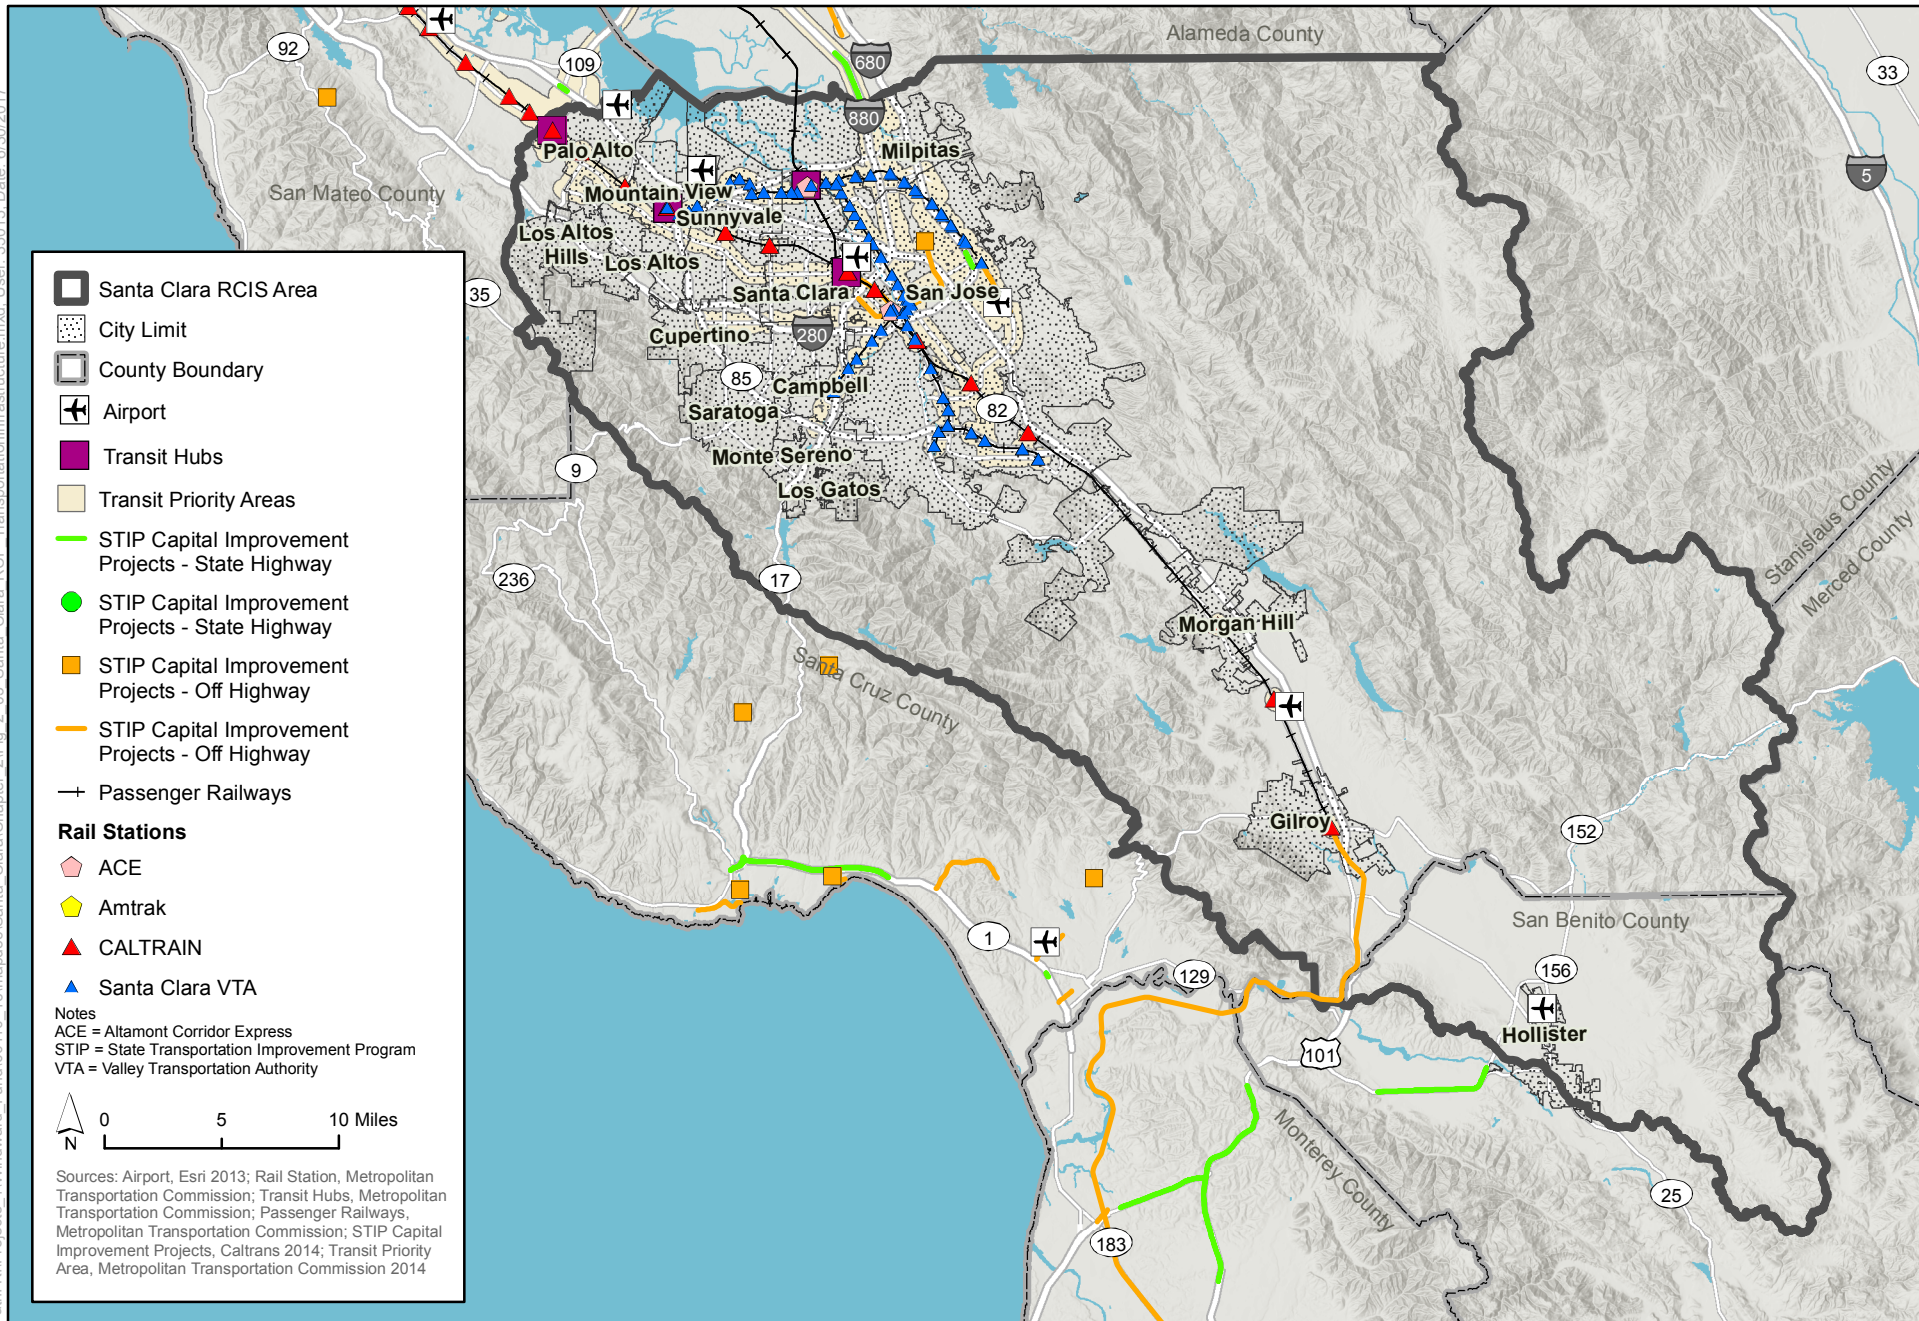 Alameda County
92
109
680
33
880
Palo Alto
Milpitas
5
San Mateo County
Mountain View
Sunnyvale
Los Altos
Hills
Los Altos
35
Santa Clara
San Jose
Cupertino
280
85
Campbell
Saratoga
82
Monte Sereno
9
Los Gatos
Stanislaus County
Merced County
236
17
Morgan Hill
Santa Cruz County
Gilroy
152
San Benito County
1
129
156
Hollister
101
Monterey County
25
183
Santa Clara RCIS Area
City Limit
County Boundary
Airport
Transit Hubs
Transit Priority Areas
STIP Capital Improvement
Projects - State Highway
STIP Capital Improvement
Projects - State Highway
STIP Capital Improvement
Projects - Off Highway
STIP Capital Improvement
Projects - Off Highway
Passenger Railways
Rail Stations
ACE
Amtrak
CALTRAIN
Santa Clara VTA
Notes
ACE = Altamont Corridor Express
STIP = State Transportation Improvement Program
VTA = Valley Transportation Authority
N
0 5 10 Miles
Sources: Airport, Esri 2013; Rail Station, Metropolitan
Transportation Commission; Transit Hubs, Metropolitan
Transportation Commission; Passenger Railways,
Metropolitan Transportation Commission; STIP Capital
Improvement Projects, Caltrans 2014; Transit Priority
Area, Metropolitan Transportation Commission 2014